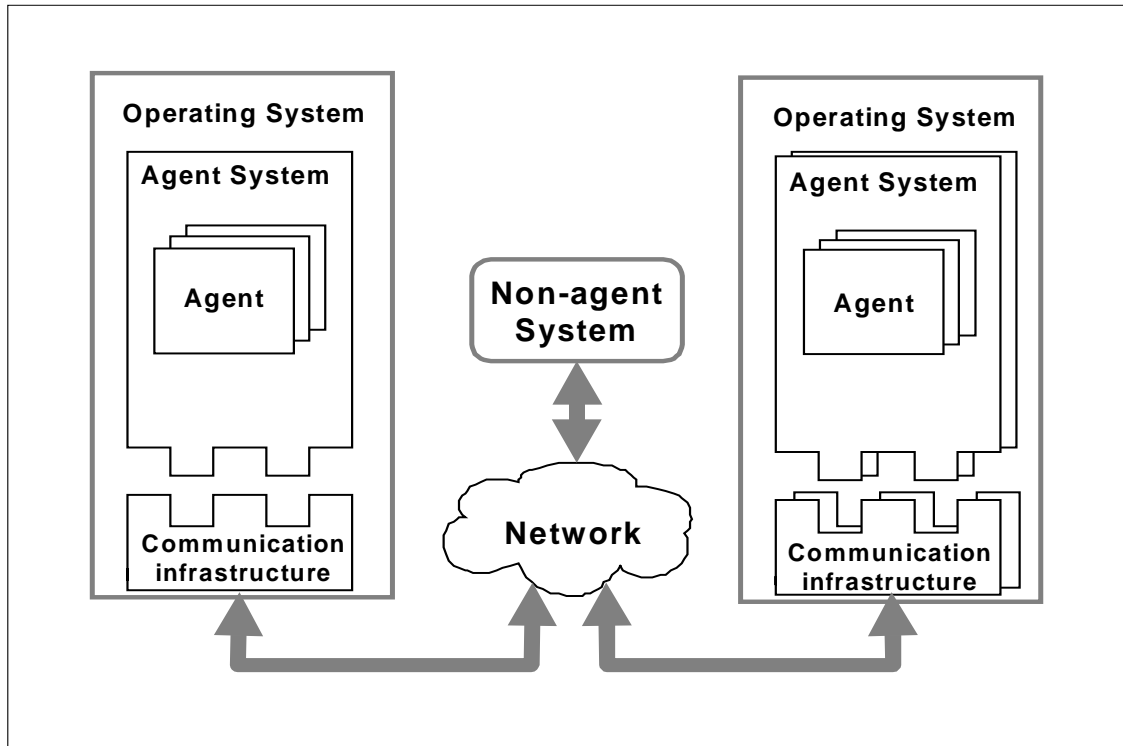 Operating System
Agent System
Agent
Communication
infrastructure
Non-agent
System
Network
Operating System
Agent System
Agent
Communication
infrastructure